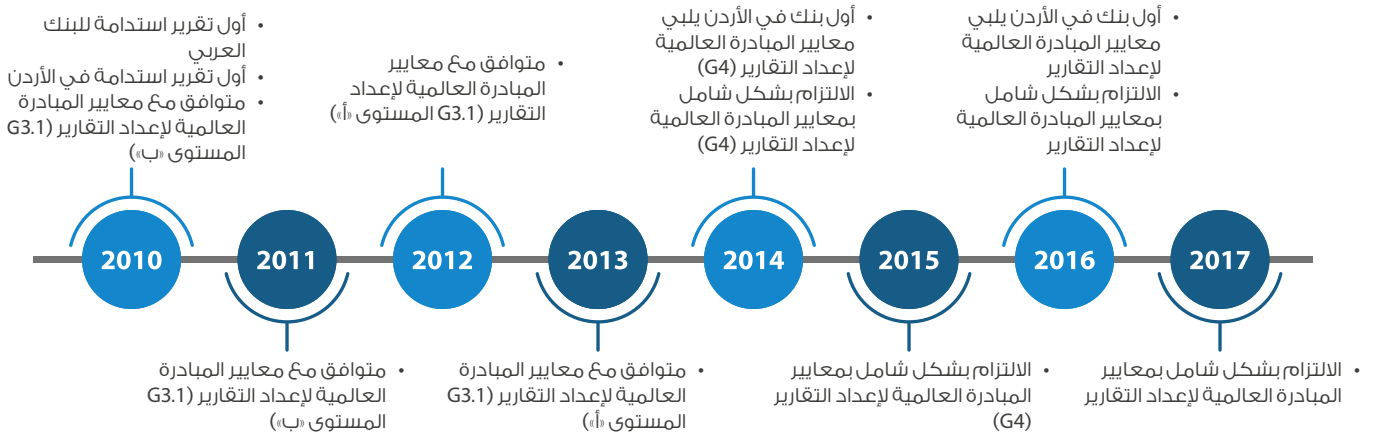 • أول تقرير استدامة للبنك
العربي
• أول تقرير استدامة في الأردن
• متوافق مع معايير المبادرة
العالمية لإعداد التقارير (G3.1
المستوى «ب»)
• متوافق مع معايير
المبادرة العالمية لإعداد
التقارير (G3.1 المستوى «أ»)
• أول بنك في الأردن يلبي
معايير المبادرة العالمية
لإعداد التقارير (G4)
• الالتزام بشكل شامل
بمعايير المبادرة العالمية
لإعداد التقارير (G4)
• أول بنك في الأردن يلبي
معايير المبادرة العالمية
لإعداد التقارير
• الالتزام بشكل شامل
بمعايير المبادرة العالمية
لإعداد التقارير
2010 2011 2012 2013 2014 2015 2016 2017
• متوافق مع معايير المبادرة
العالمية لإعداد التقارير (G3.1
المستوى «ب»)
• متوافق مع معايير المبادرة
العالمية لإعداد التقارير (G3.1
المستوى «أ»)
• الالتزام بشكل شامل بمعايير
المبادرة العالمية لإعداد التقارير
(G4)
• الالتزام بشكل شامل بمعايير
المبادرة العالمية لإعداد التقارير